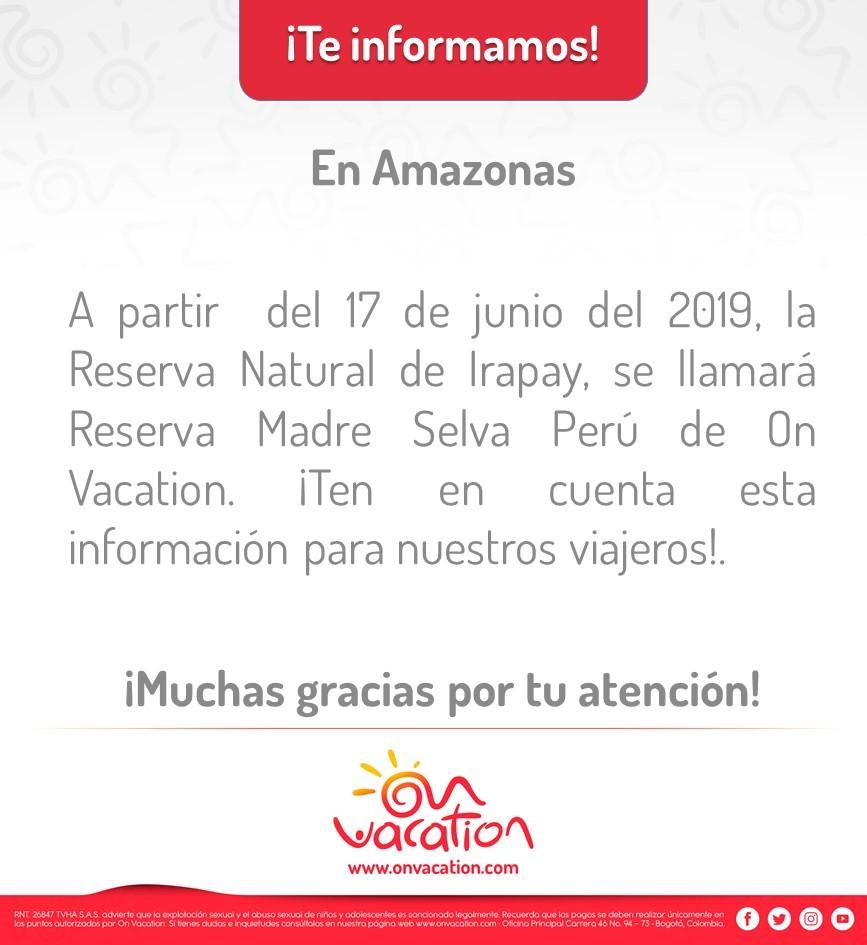 ¡Te informamos!
En Amazonas
A partir del 17 de junio del 2019, la
Reserva Natural de Irapay, se llamará
Reserva Madre Selva Perú de On
Vacation. ¡Ten en cuenta esta
información para nuestros viajeros!.
¡Muchas gracias por tu atención!
On
vacation
www.onvacation.com
RNT. 26847 TVHA S.A.S. advierte que la explotación sexual y el abuso sexual de niños y adolescentes es sancionado legalmente. Recuerda que los pagos se deben realizar únicamente en
los puntos autorizados por On Vacation. Si tienes dudas e inquietudes consúltalas en nuestra página web www.onvacation.com - Oficina Principal Carrera 46 No. 94 – 73 - Bogotá, Colombia.